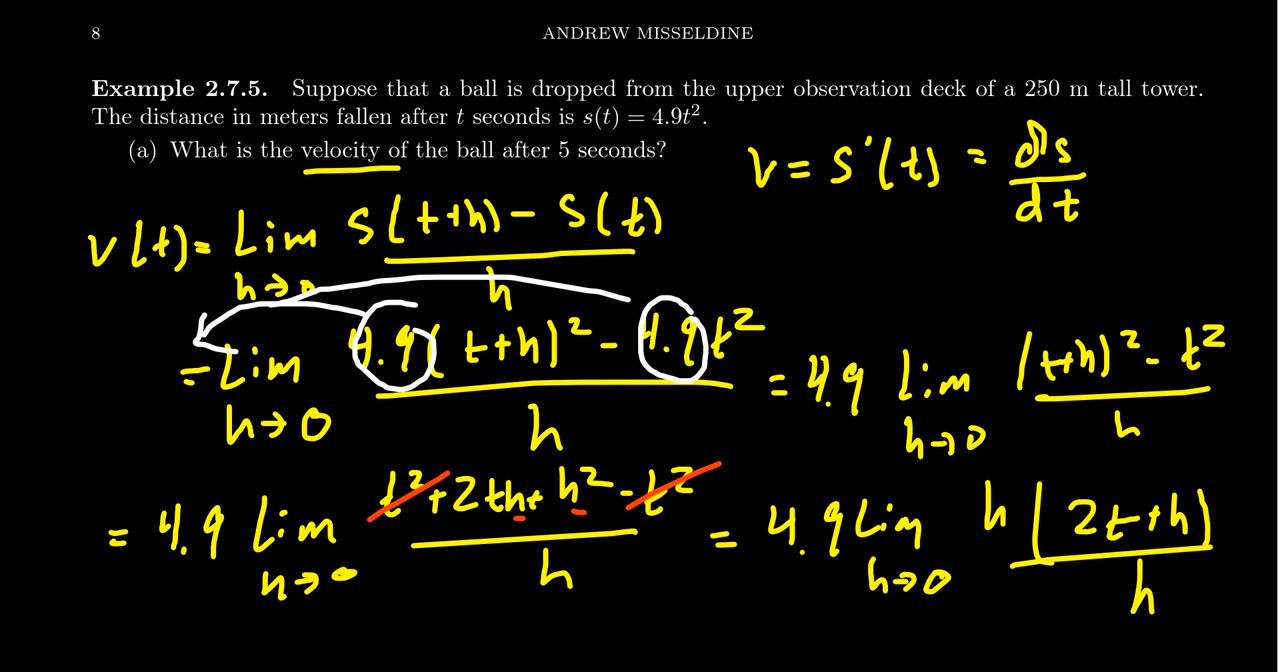 8 ANDREW MISSELDINE
Example 2.7.5. Suppose that a ball is dropped from the upper observation deck of a 250 m tall tower.
The distance in meters fallen after t seconds is s(t) = 4.9t².
(a) What is the velocity of the ball after 5 seconds?
V = S'(t) = ds/dt
V(t) = Lim h→0 (S(t+h) − S(t))/h
= Lim h→0 (4.9(t+h)² − 4.9t²)/h = 4.9 lim h→0 ((t+h)² − t²)/h
= 4.9 Lim h→0 (t² + 2th + h² − t²)/h = 4.9 Lim h→0 h(2t+h)/h